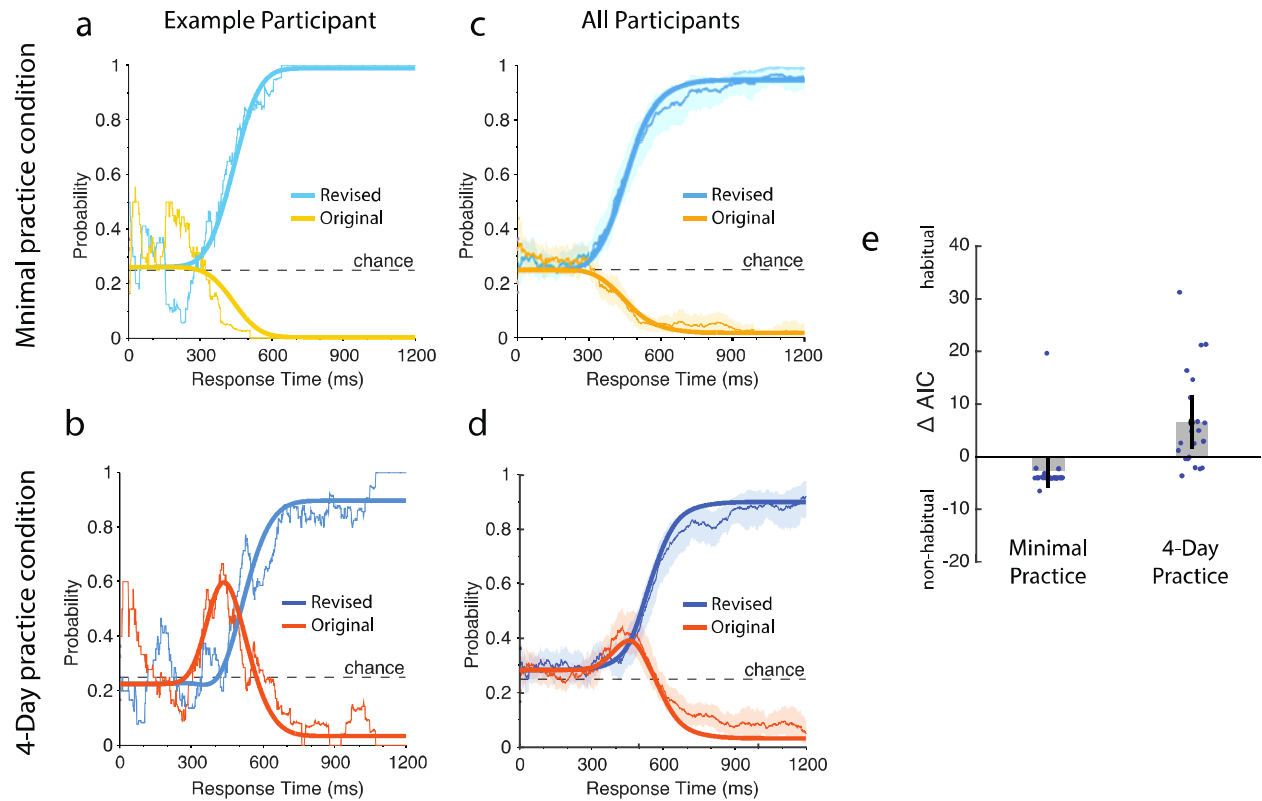 a
Example Participant
c
All Participants
Mnimal practice condition
1
0.8
0.6
0.4
0.2
0
Probability
Revised
Original
chance
0
300
600
900
1200
Response Time (ms)
1
0.8
0.6
0.4
0.2
0
Probability
Revised
Original
chance
0
300
600
900
1200
Response Time (ms)
b
4-Day practice condition
1
0.8
0.6
0.4
0.2
0
Probability
Revised
Original
chance
0
300
600
900
1200
Response Time (ms)
d
1
0.8
0.6
0.4
0.2
0
Probability
Revised
Original
chance
0
300
600
900
1200
Response Time (ms)
e
habitual
Δ AIC
non-habitual
40
30
20
10
0
-10
-20
Minimal
Practice
4-Day
Practice